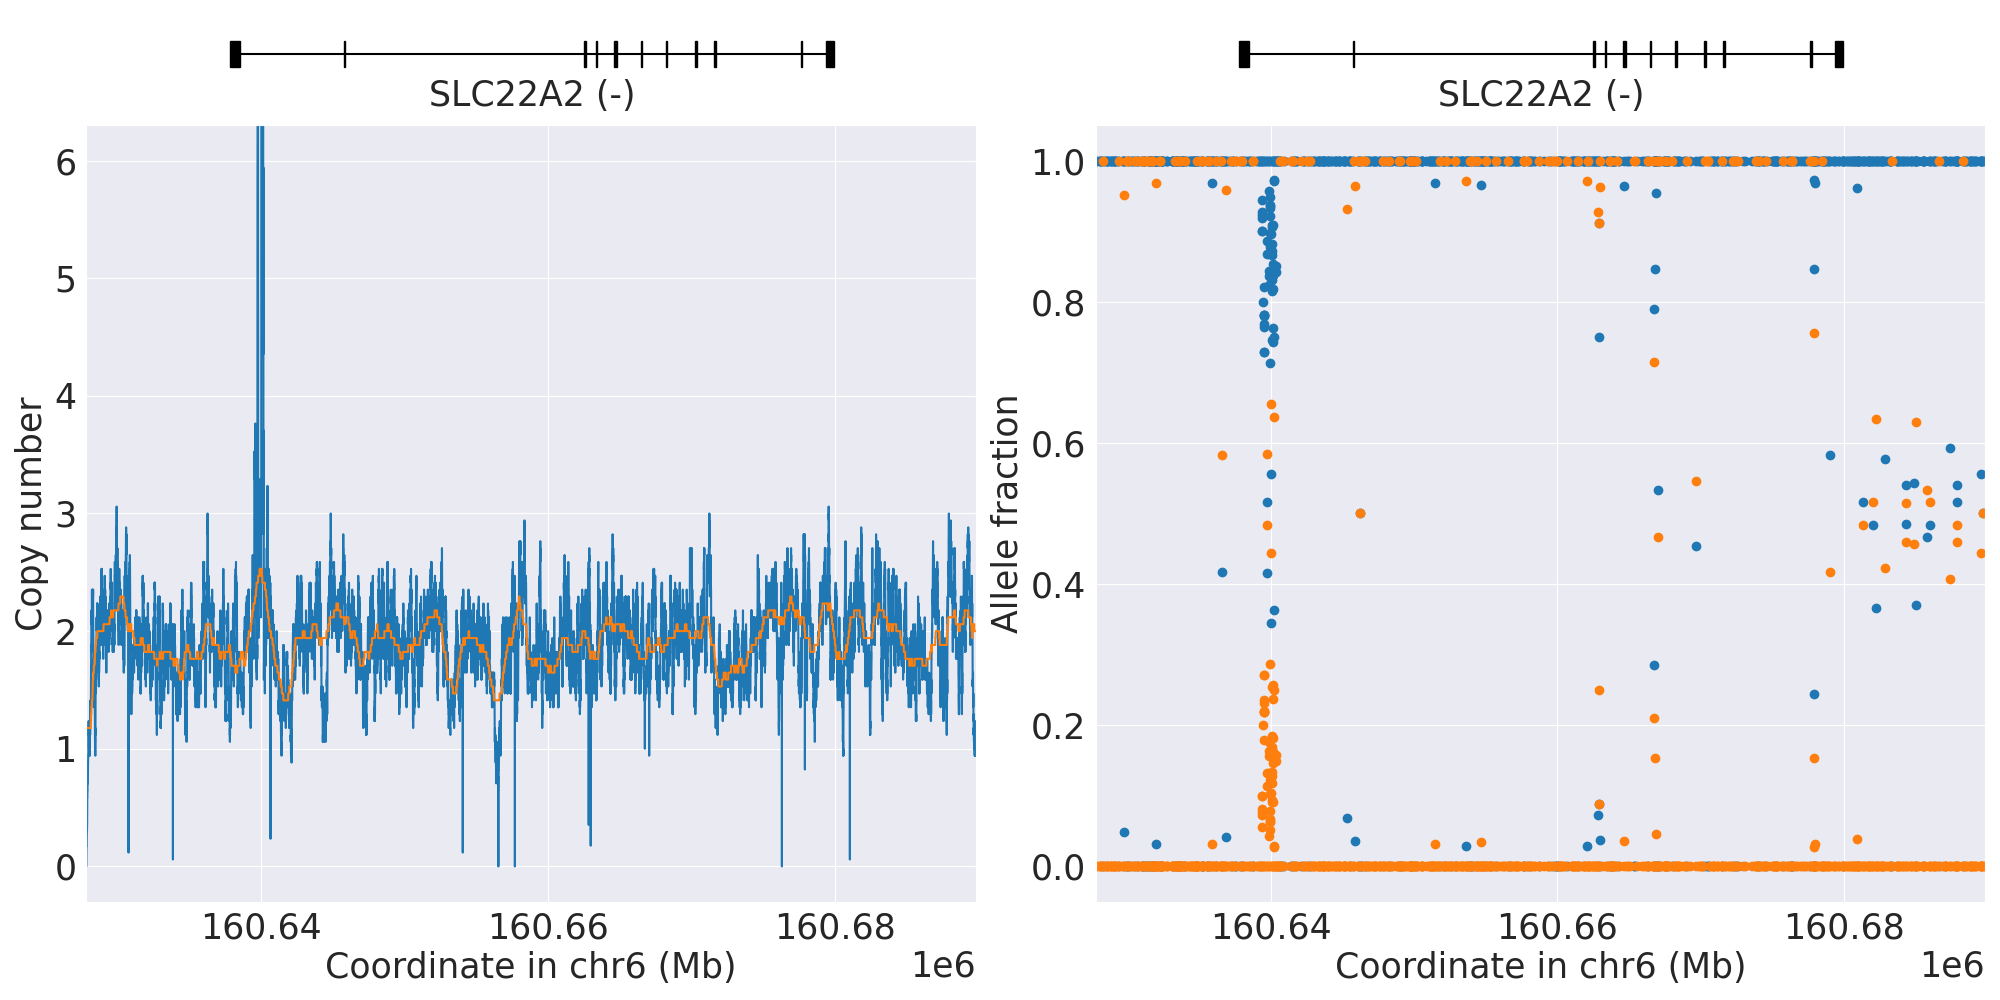 SLC22A2 (-)
6
5
4
3
2
1
0
Copy number
160.64
160.66
160.68
Coordinate in chr6 (Mb)
1e6
SLC22A2 (-)
1.0
0.8
0.6
0.4
0.2
0.0
Allele fraction
160.64
160.66
160.68
Coordinate in chr6 (Mb)
1e6